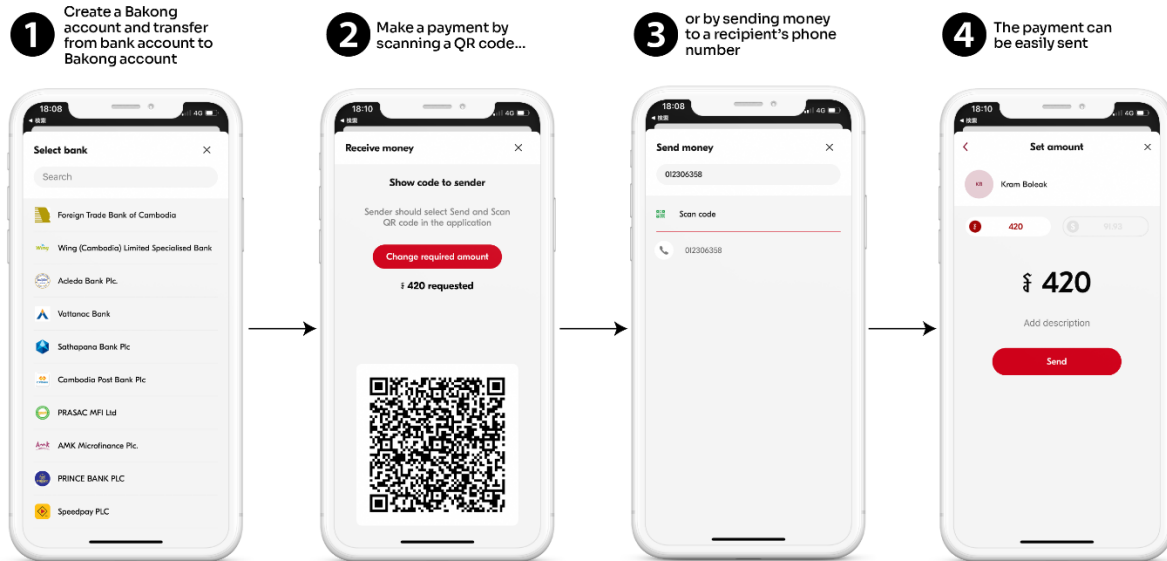 1
Create a Bakong
account and transfer
from bank account to
Bakong account
2
Make a payment by
scanning a QR code...
3
or by sending money
to a recipient's phone
number
4
The payment can
be easily sent
18:08
4G
Select bank
Search
Foreign Trade Bank of Cambodia
Wing (Cambodia) Limited Specialised Bank
Acleda Bank Plc.
Vattanac Bank
Sathapana Bank Plc
Cambodia Post Bank Plc
PRASAC MFI Ltd
Amk AMK Microfinance Plc.
PRINCE BANK PLC
Speedpay PLC
18:10
4G
Receive money
Show code to sender
Sender should select Send and Scan
QR code in the application
Change required amount
៛ 420 requested
18:08
4G
Send money
012306358
Scan code
012306358
18:10
4G
Set amount
KB
Kram Boleak
420
៛ 420
Add description
Send